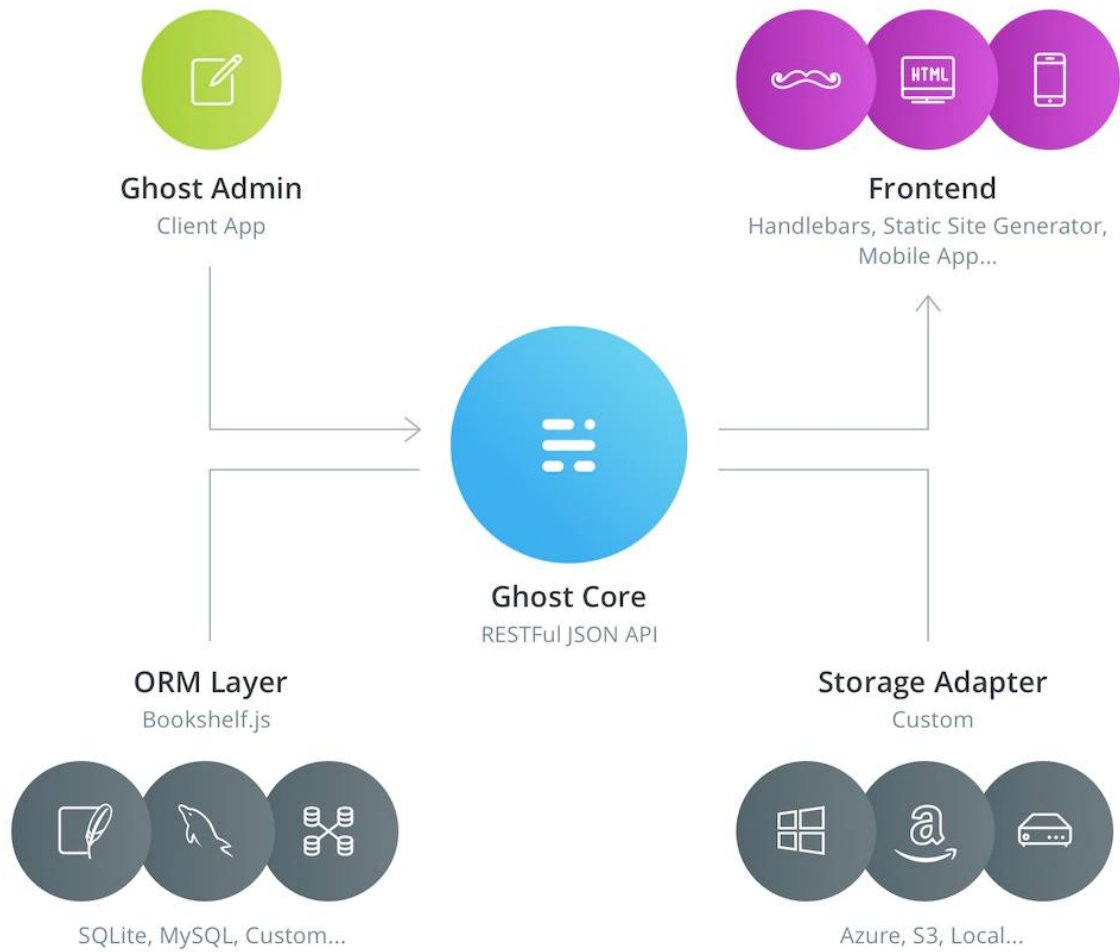 HTML
Ghost Admin
Client App
Frontend
Handlebars, Static Site Generator,
Mobile App...
Ghost Core
RESTFul JSON API
ORM Layer
Bookshelf.js
Storage Adapter
Custom
a
SQLite, MySQL, Custom...
Azure, S3, Local...